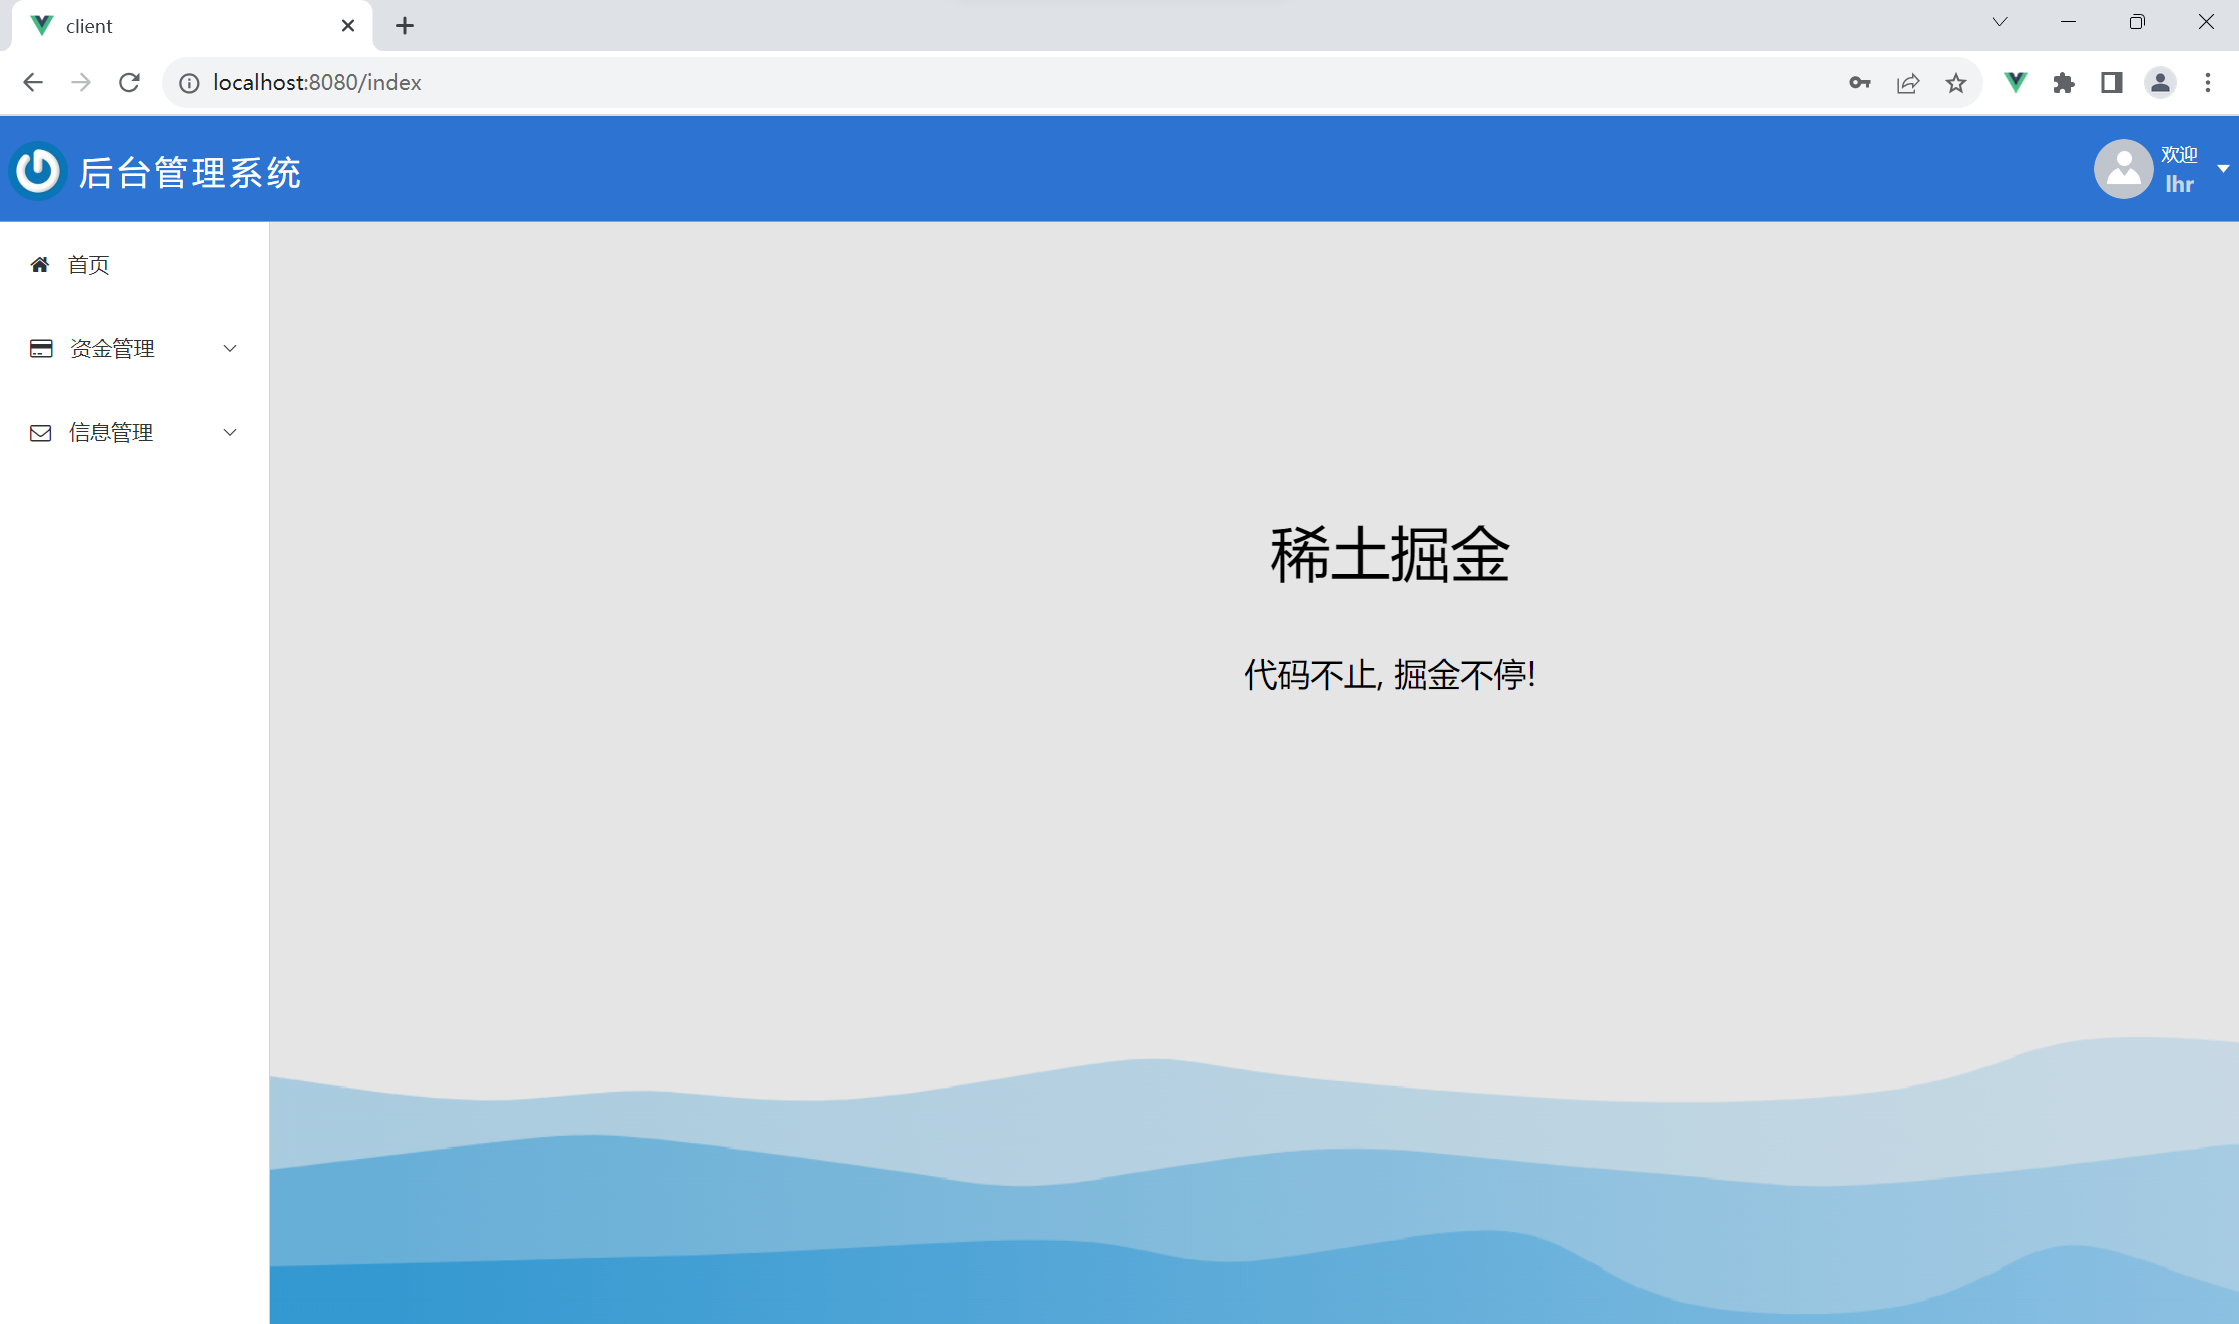 client
localhost:8080/index
后台管理系统
欢迎
lhr
首页
资金管理
信息管理
稀土掘金
代码不止, 掘金不停!